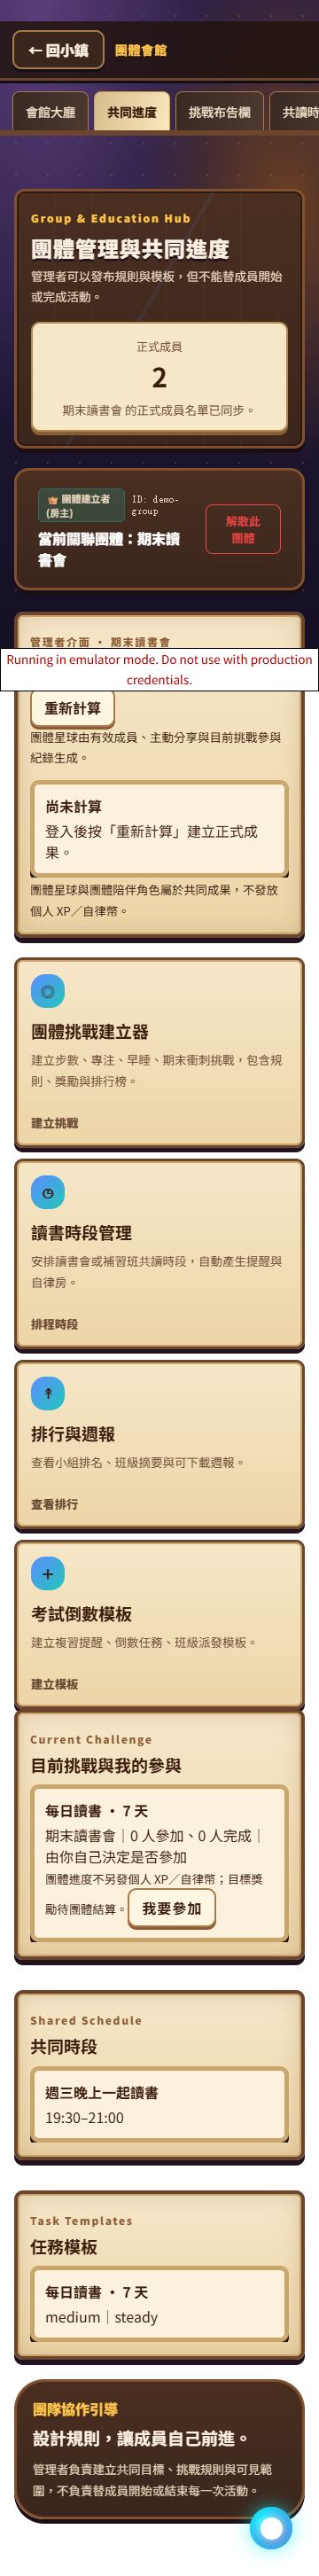 ← 回小鎮
團體會館
會館大廳
共同進度
挑戰布告欄
共讀時
Group & Education Hub
團體管理與共同進度
管理者可以發布規則與模板，但不能替成員開始
或完成活動。
正式成員
2
期末讀書會 的正式成員名單已同步。
團體建立者
(房主)
ID: demo-
group
當前關聯團體：期末讀
書會
解散此
團體
管理者介面 · 期末讀書會
Running in emulator mode. Do not use with production
credentials.
重新計算
團體星球由有效成員、主動分享與目前挑戰參與
紀錄生成。
尚未計算
登入後按「重新計算」建立正式成
果。
團體星球與團體陪伴角色屬於共同成果，不發放
個人 XP／自律幣。
團體挑戰建立器
建立步數、專注、早睡、期末衝刺挑戰，包含規
則、獎勵與排行榜。
建立挑戰
讀書時段管理
安排讀書會或補習班共讀時段，自動產生提醒與
自律房。
排程時段
排行與週報
查看小組排名、班級摘要與可下載週報。
查看排行
考試倒數模板
建立複習提醒、倒數任務、班級派發模板。
建立模板
Current Challenge
目前挑戰與我的參與
每日讀書 · 7 天
期末讀書會｜0 人參加、0 人完成｜
由你自己決定是否參加
團體進度不另發個人 XP／自律幣；目標獎
勵待團體結算。
我要參加
Shared Schedule
共同時段
週三晚上一起讀書
19:30–21:00
Task Templates
任務模板
每日讀書 · 7 天
medium｜steady
團隊協作引導
設計規則，讓成員自己前進。
管理者負責建立共同目標、挑戰規則與可見範
圍，不負責替成員開始或結束每一次活動。